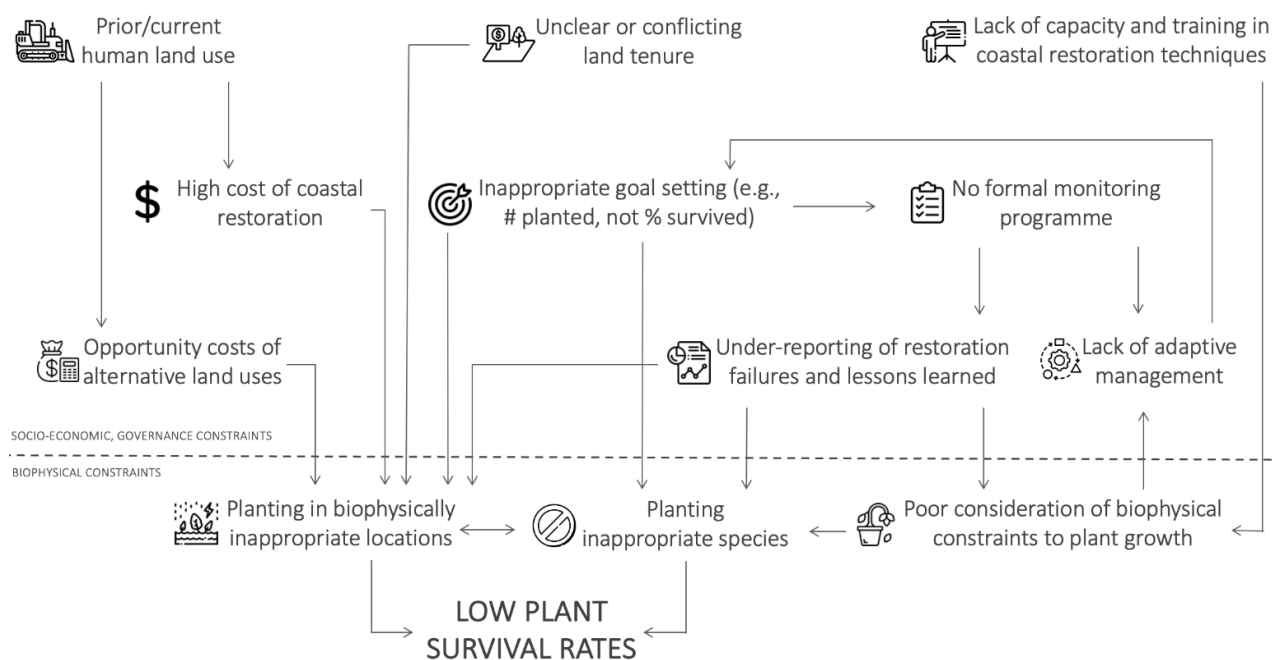 Prior/current
human land use
Unclear or conflicting
land tenure
Lack of capacity and training in
coastal restoration techniques
$
High cost of coastal
restoration
Inappropriate goal setting (e.g.,
# planted, not % survived)
No formal monitoring
programme
Opportunity costs of
alternative land uses
Under-reporting of restoration
failures and lessons learned
Lack of adaptive
management
SOCIO-ECONOMIC, GOVERNANCE CONSTRAINTS
BIOPHYSICAL CONSTRAINTS
Planting in biophysically
inappropriate locations
Planting
inappropriate species
Poor consideration of biophysical
constraints to plant growth
LOW PLANT
SURVIVAL RATES